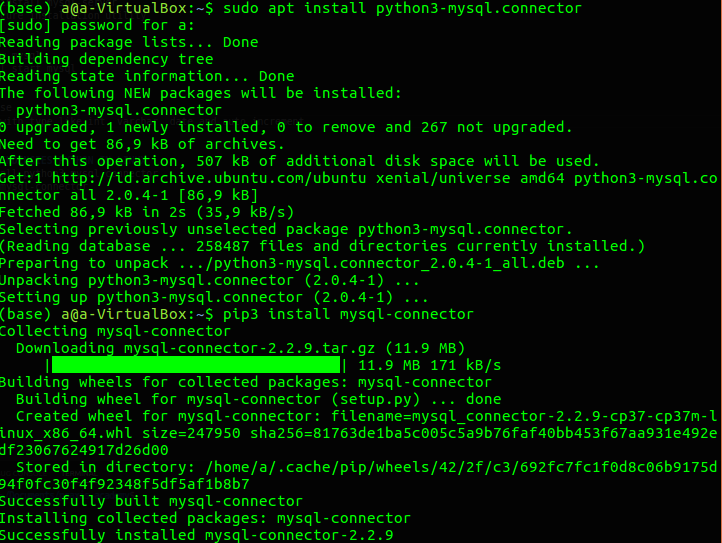 (base) a@a-VirtualBox:~$ sudo apt install python3-mysql.connector
[sudo] password for a:
Reading package lists... Done
Building dependency tree
Reading state information... Done
The following NEW packages will be installed:
  python3-mysql.connector
0 upgraded, 1 newly installed, 0 to remove and 267 not upgraded.
Need to get 86,9 kB of archives.
After this operation, 507 kB of additional disk space will be used.
Get:1 http://id.archive.ubuntu.com/ubuntu xenial/universe amd64 python3-mysql.co
nnector all 2.0.4-1 [86,9 kB]
Fetched 86,9 kB in 2s (35,9 kB/s)
Selecting previously unselected package python3-mysql.connector.
(Reading database ... 258487 files and directories currently installed.)
Preparing to unpack .../python3-mysql.connector_2.0.4-1_all.deb ...
Unpacking python3-mysql.connector (2.0.4-1) ...
Setting up python3-mysql.connector (2.0.4-1) ...
(base) a@a-VirtualBox:~$ pip3 install mysql-connector
Collecting mysql-connector
  Downloading mysql-connector-2.2.9.tar.gz (11.9 MB)
     |████████████████████████████████| 11.9 MB 171 kB/s
Building wheels for collected packages: mysql-connector
  Building wheel for mysql-connector (setup.py) ... done
  Created wheel for mysql-connector: filename=mysql_connector-2.2.9-cp37-cp37m-l
inux_x86_64.whl size=247950 sha256=81763de1ba5c005c5a9b76faf40bb453f67aa931e492e
df23067624917d26d00
  Stored in directory: /home/a/.cache/pip/wheels/42/2f/c3/692fc7fc1f0d8c06b9175d
94f0fc30f4f92348f5df5af1b8b7
Successfully built mysql-connector
Installing collected packages: mysql-connector
Successfully installed mysql-connector-2.2.9